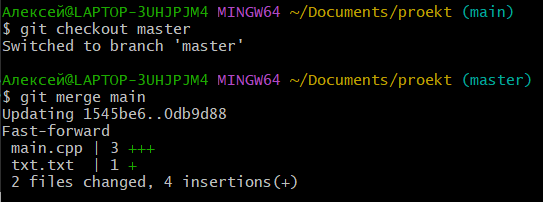 Алексей@LAPTOP-3UHJPJM4 MINGW64 ~/Documents/proekt (main)
$ git checkout master
Switched to branch 'master'
Алексей@LAPTOP-3UHJPJM4 MINGW64 ~/Documents/proekt (master)
$ git merge main
Updating 1545be6..0db9d88
Fast-forward
 main.cpp | 3 +++
 txt.txt  | 1 +
 2 files changed, 4 insertions(+)